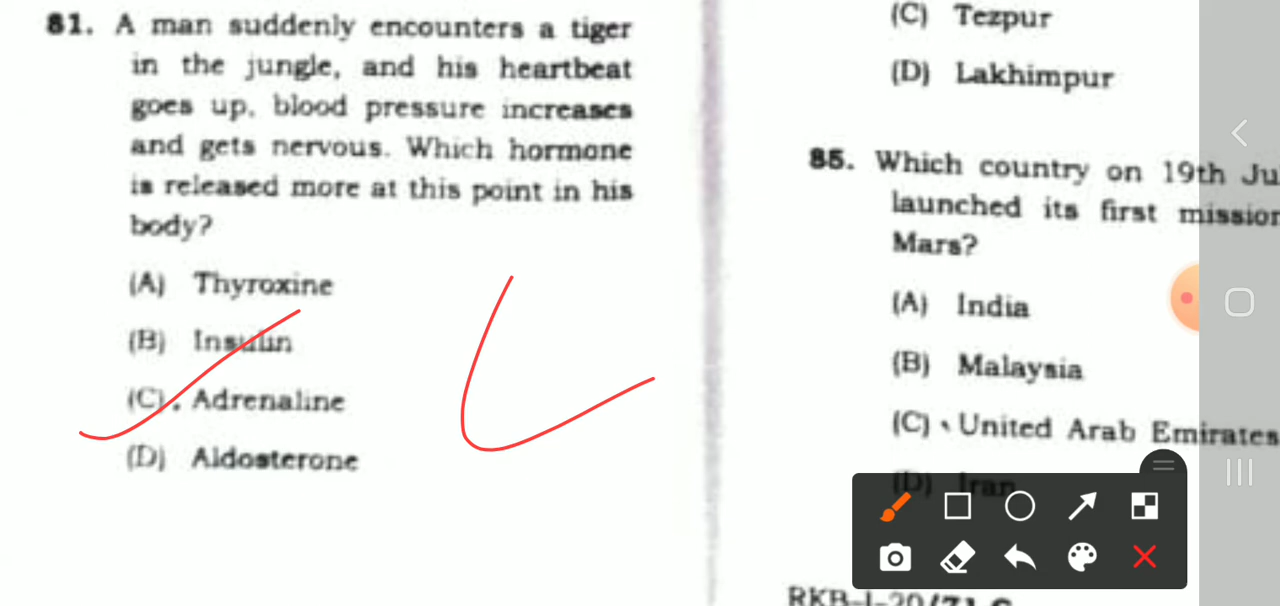 81. A man suddenly encounters a tiger
in the jungle, and his heartbeat
goes up, blood pressure increases
and gets nervous. Which hormone
is released more at this point in his
body?
(A) Thyroxine
(B) Insulin
(C) Adrenaline
(D) Aldosterone
(C) Tezpur
(D) Lakhimpur
85. Which country on 19th Ju
launched its first mission
Mars?
(A) India
(B) Malaysia
(C) United Arab Emirates
(D) Iran